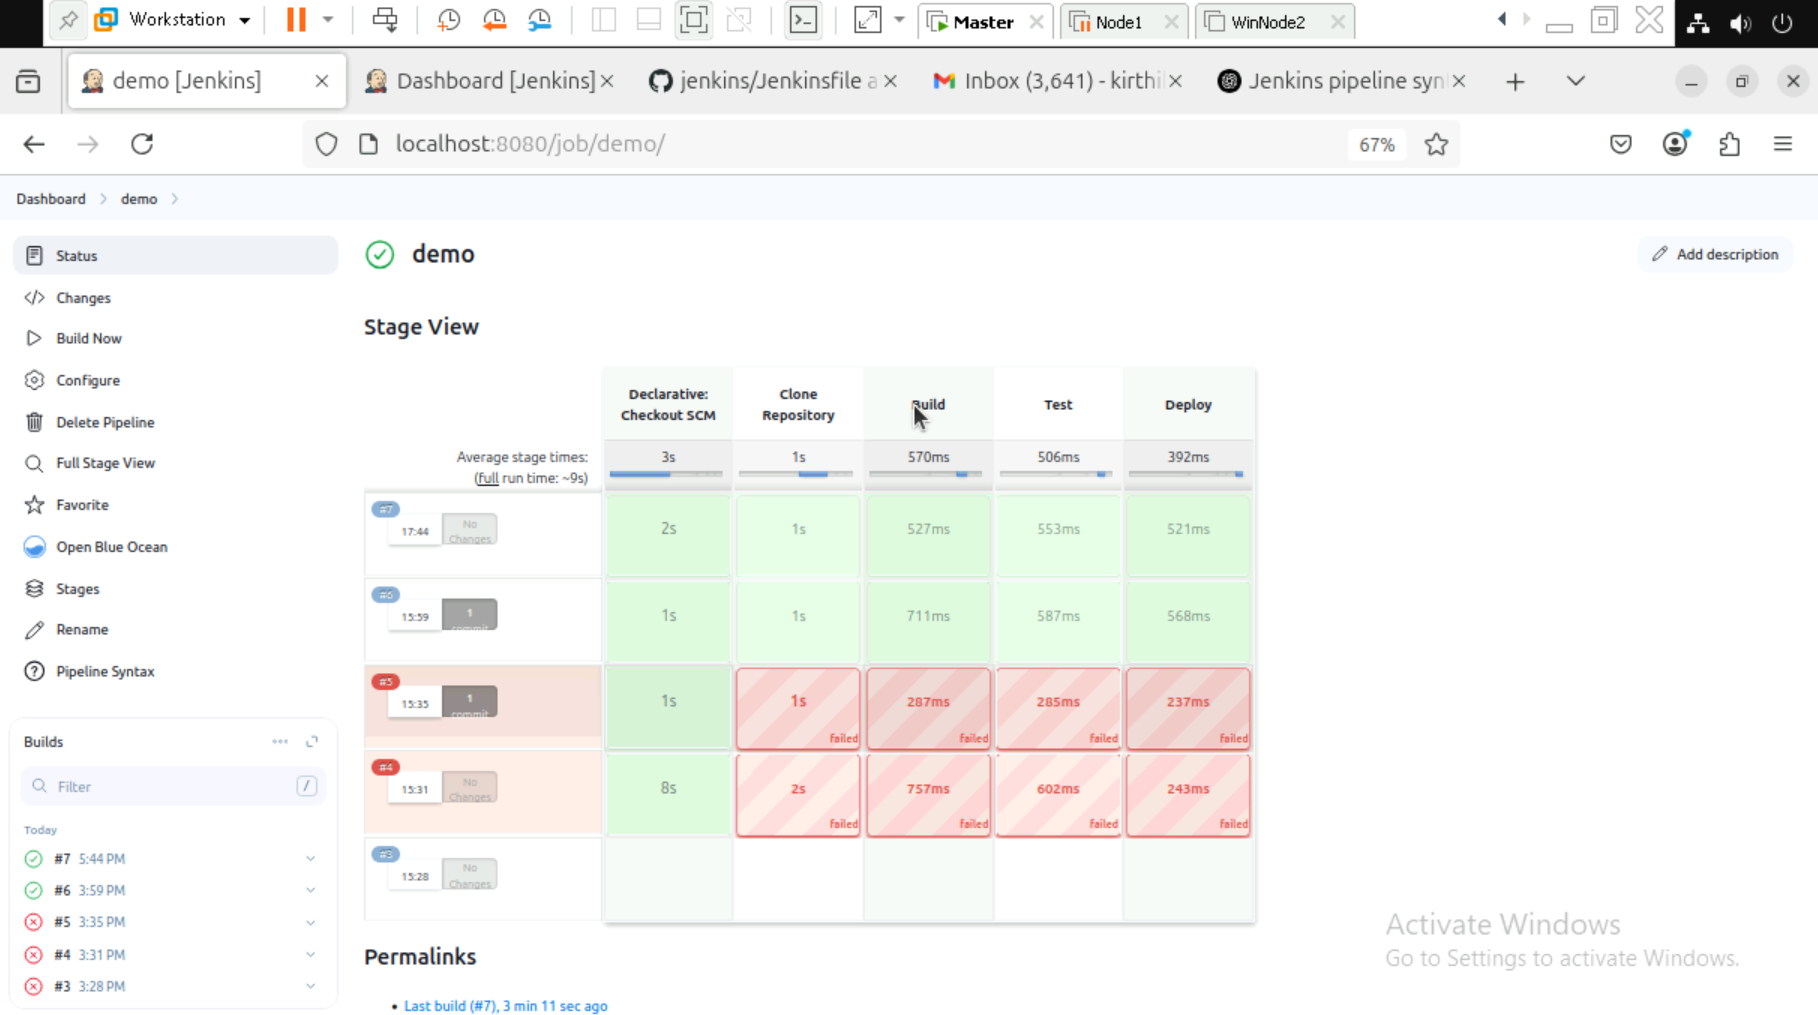 Workstation
Master
Node1
WinNode2
demo [Jenkins]
Dashboard [Jenkins]
jenkins/Jenkinsfile a
Inbox (3,641) - kirthi
Jenkins pipeline syn
localhost:8080/job/demo/
67%
Dashboard
demo
Status
Changes
Build Now
Configure
Delete Pipeline
Full Stage View
Favorite
Open Blue Ocean
Stages
Rename
Pipeline Syntax
Builds
Filter
/
Today
#7 5:44 PM
#6 3:59 PM
#5 3:35 PM
#4 3:31 PM
#3 3:28 PM
demo
Add description
Stage View
Declarative: Checkout SCM
Clone Repository
Build
Test
Deploy
Average stage times:
(full run time: ~9s)
3s
1s
570ms
506ms
392ms
#7
17:44
No Changes
2s
1s
527ms
553ms
521ms
#6
15:59
1 commit
1s
1s
711ms
587ms
568ms
#5
15:35
1 commit
1s
1s
failed
287ms
failed
285ms
failed
237ms
failed
#4
15:31
No Changes
8s
2s
failed
757ms
failed
602ms
failed
243ms
failed
#3
15:28
No Changes
Permalinks
• Last build (#7), 3 min 11 sec ago
Activate Windows
Go to Settings to activate Windows.